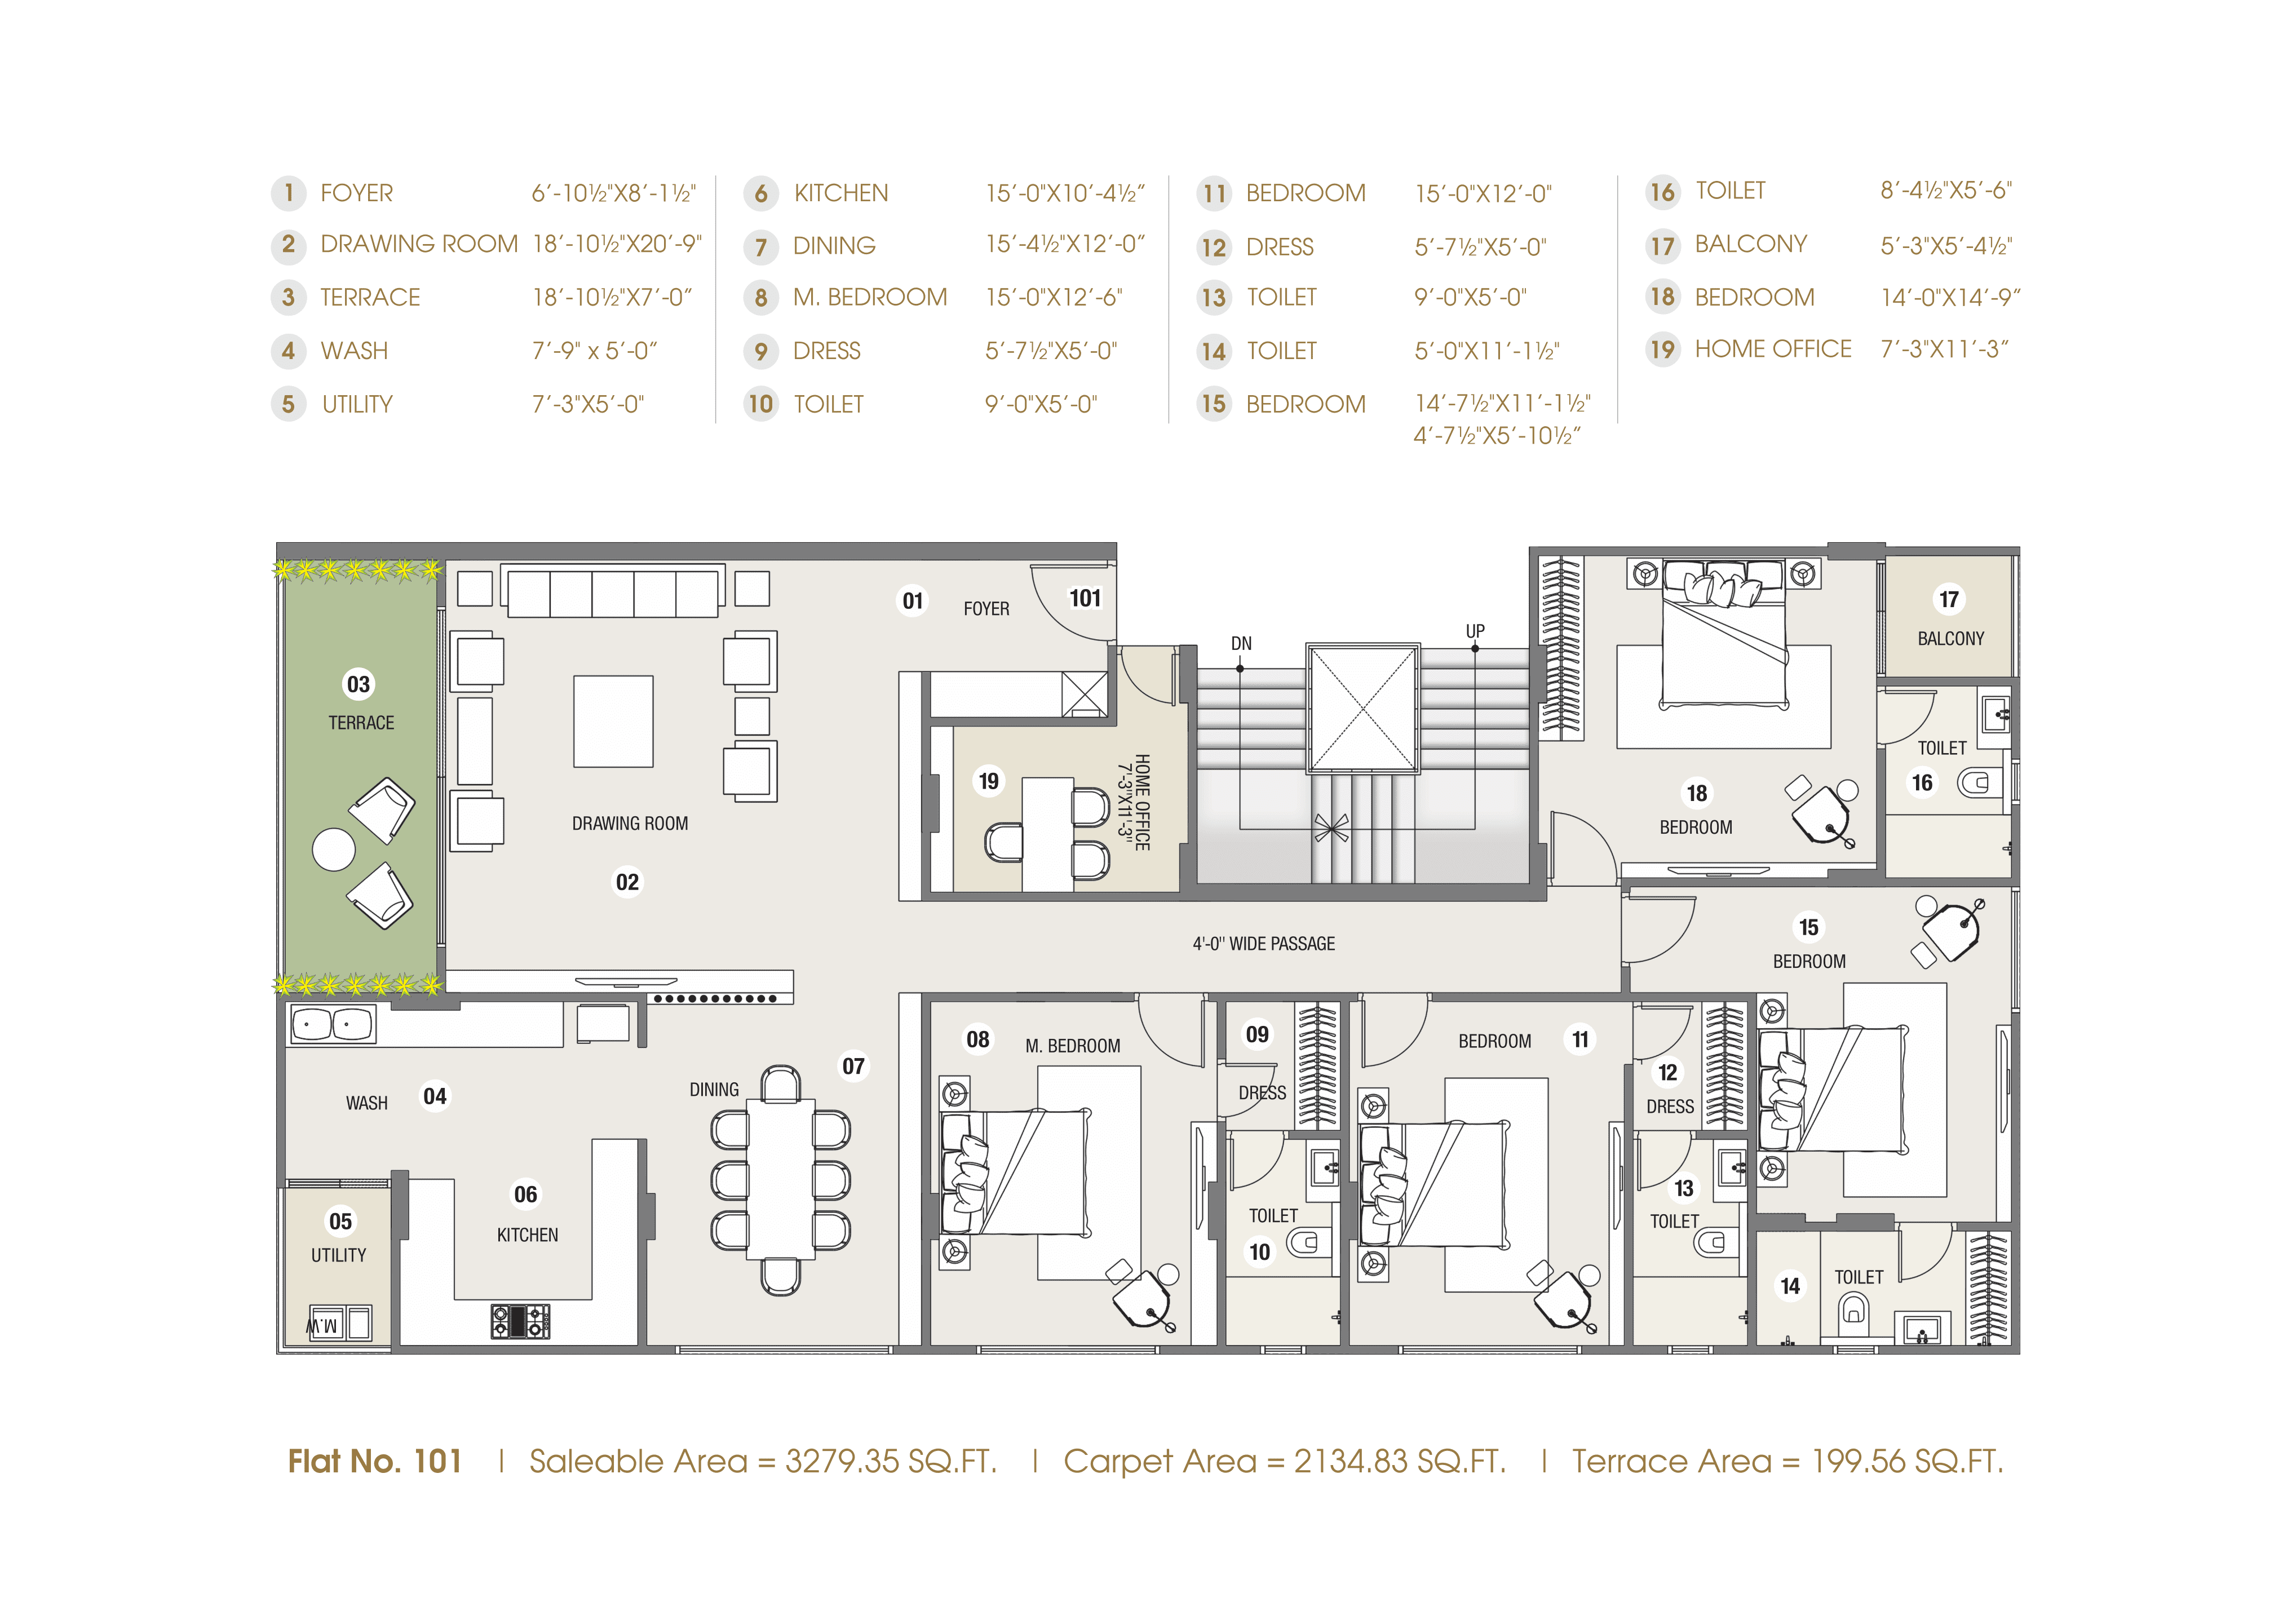 1 FOYER 6’-10½"X8’-1½"
2 DRAWING ROOM 18’-10½"X20’-9"
3 TERRACE 18’-10½"X7’-0”
4 WASH 7’-9" x 5’-0”
5 UTILITY 7’-3"X5’-0"
6 KITCHEN 15’-0"X10’-4½”
7 DINING 15’-4½"X12’-0”
8 M. BEDROOM 15’-0"X12’-6"
9 DRESS 5’-7½"X5’-0"
10 TOILET 9’-0"X5’-0"
11 BEDROOM 15’-0"X12’-0"
12 DRESS 5’-7½"X5’-0"
13 TOILET 9’-0"X5’-0"
14 TOILET 5’-0"X11’-1½"
15 BEDROOM 14’-7½"X11’-1½"
4’-7½"X5’-10½”
16 TOILET 8’-4½"X5’-6"
17 BALCONY 5’-3"X5’-4½"
18 BEDROOM 14’-0"X14’-9”
19 HOME OFFICE 7’-3"X11’-3”
01 FOYER 101
17
BALCONY
DN
UP
03
TERRACE
TOILET
16
19
HOME OFFICE
7'-3"X11'-3"
18
BEDROOM
DRAWING ROOM
02
15
BEDROOM
4'-0" WIDE PASSAGE
08 M. BEDROOM
09
DRESS
BEDROOM 11
12
DRESS
07
DINING
WASH 04
06
KITCHEN
05
UTILITY
M.W
TOILET
10
13
TOILET
14 TOILET
Flat No. 101 | Saleable Area = 3279.35 SQ.FT. | Carpet Area = 2134.83 SQ.FT. | Terrace Area = 199.56 SQ.FT.